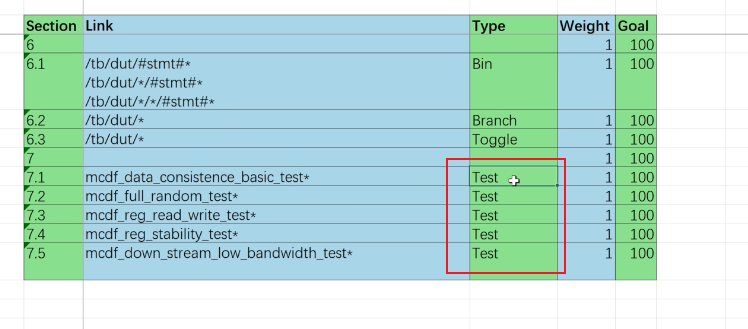 Section Link Type Weight Goal
6 1 100
6.1 /tb/dut/#stmt#* Bin 1 100
/tb/dut/*/#stmt#*
/tb/dut/*/*/#stmt#*
6.2 /tb/dut/* Branch 1 100
6.3 /tb/dut/* Toggle 1 100
7 1 100
7.1 mcdf_data_consistence_basic_test* Test 1 100
7.2 mcdf_full_random_test* Test 1 100
7.3 mcdf_reg_read_write_test* Test 1 100
7.4 mcdf_reg_stability_test* Test 1 100
7.5 mcdf_down_stream_low_bandwidth_test* Test 1 100